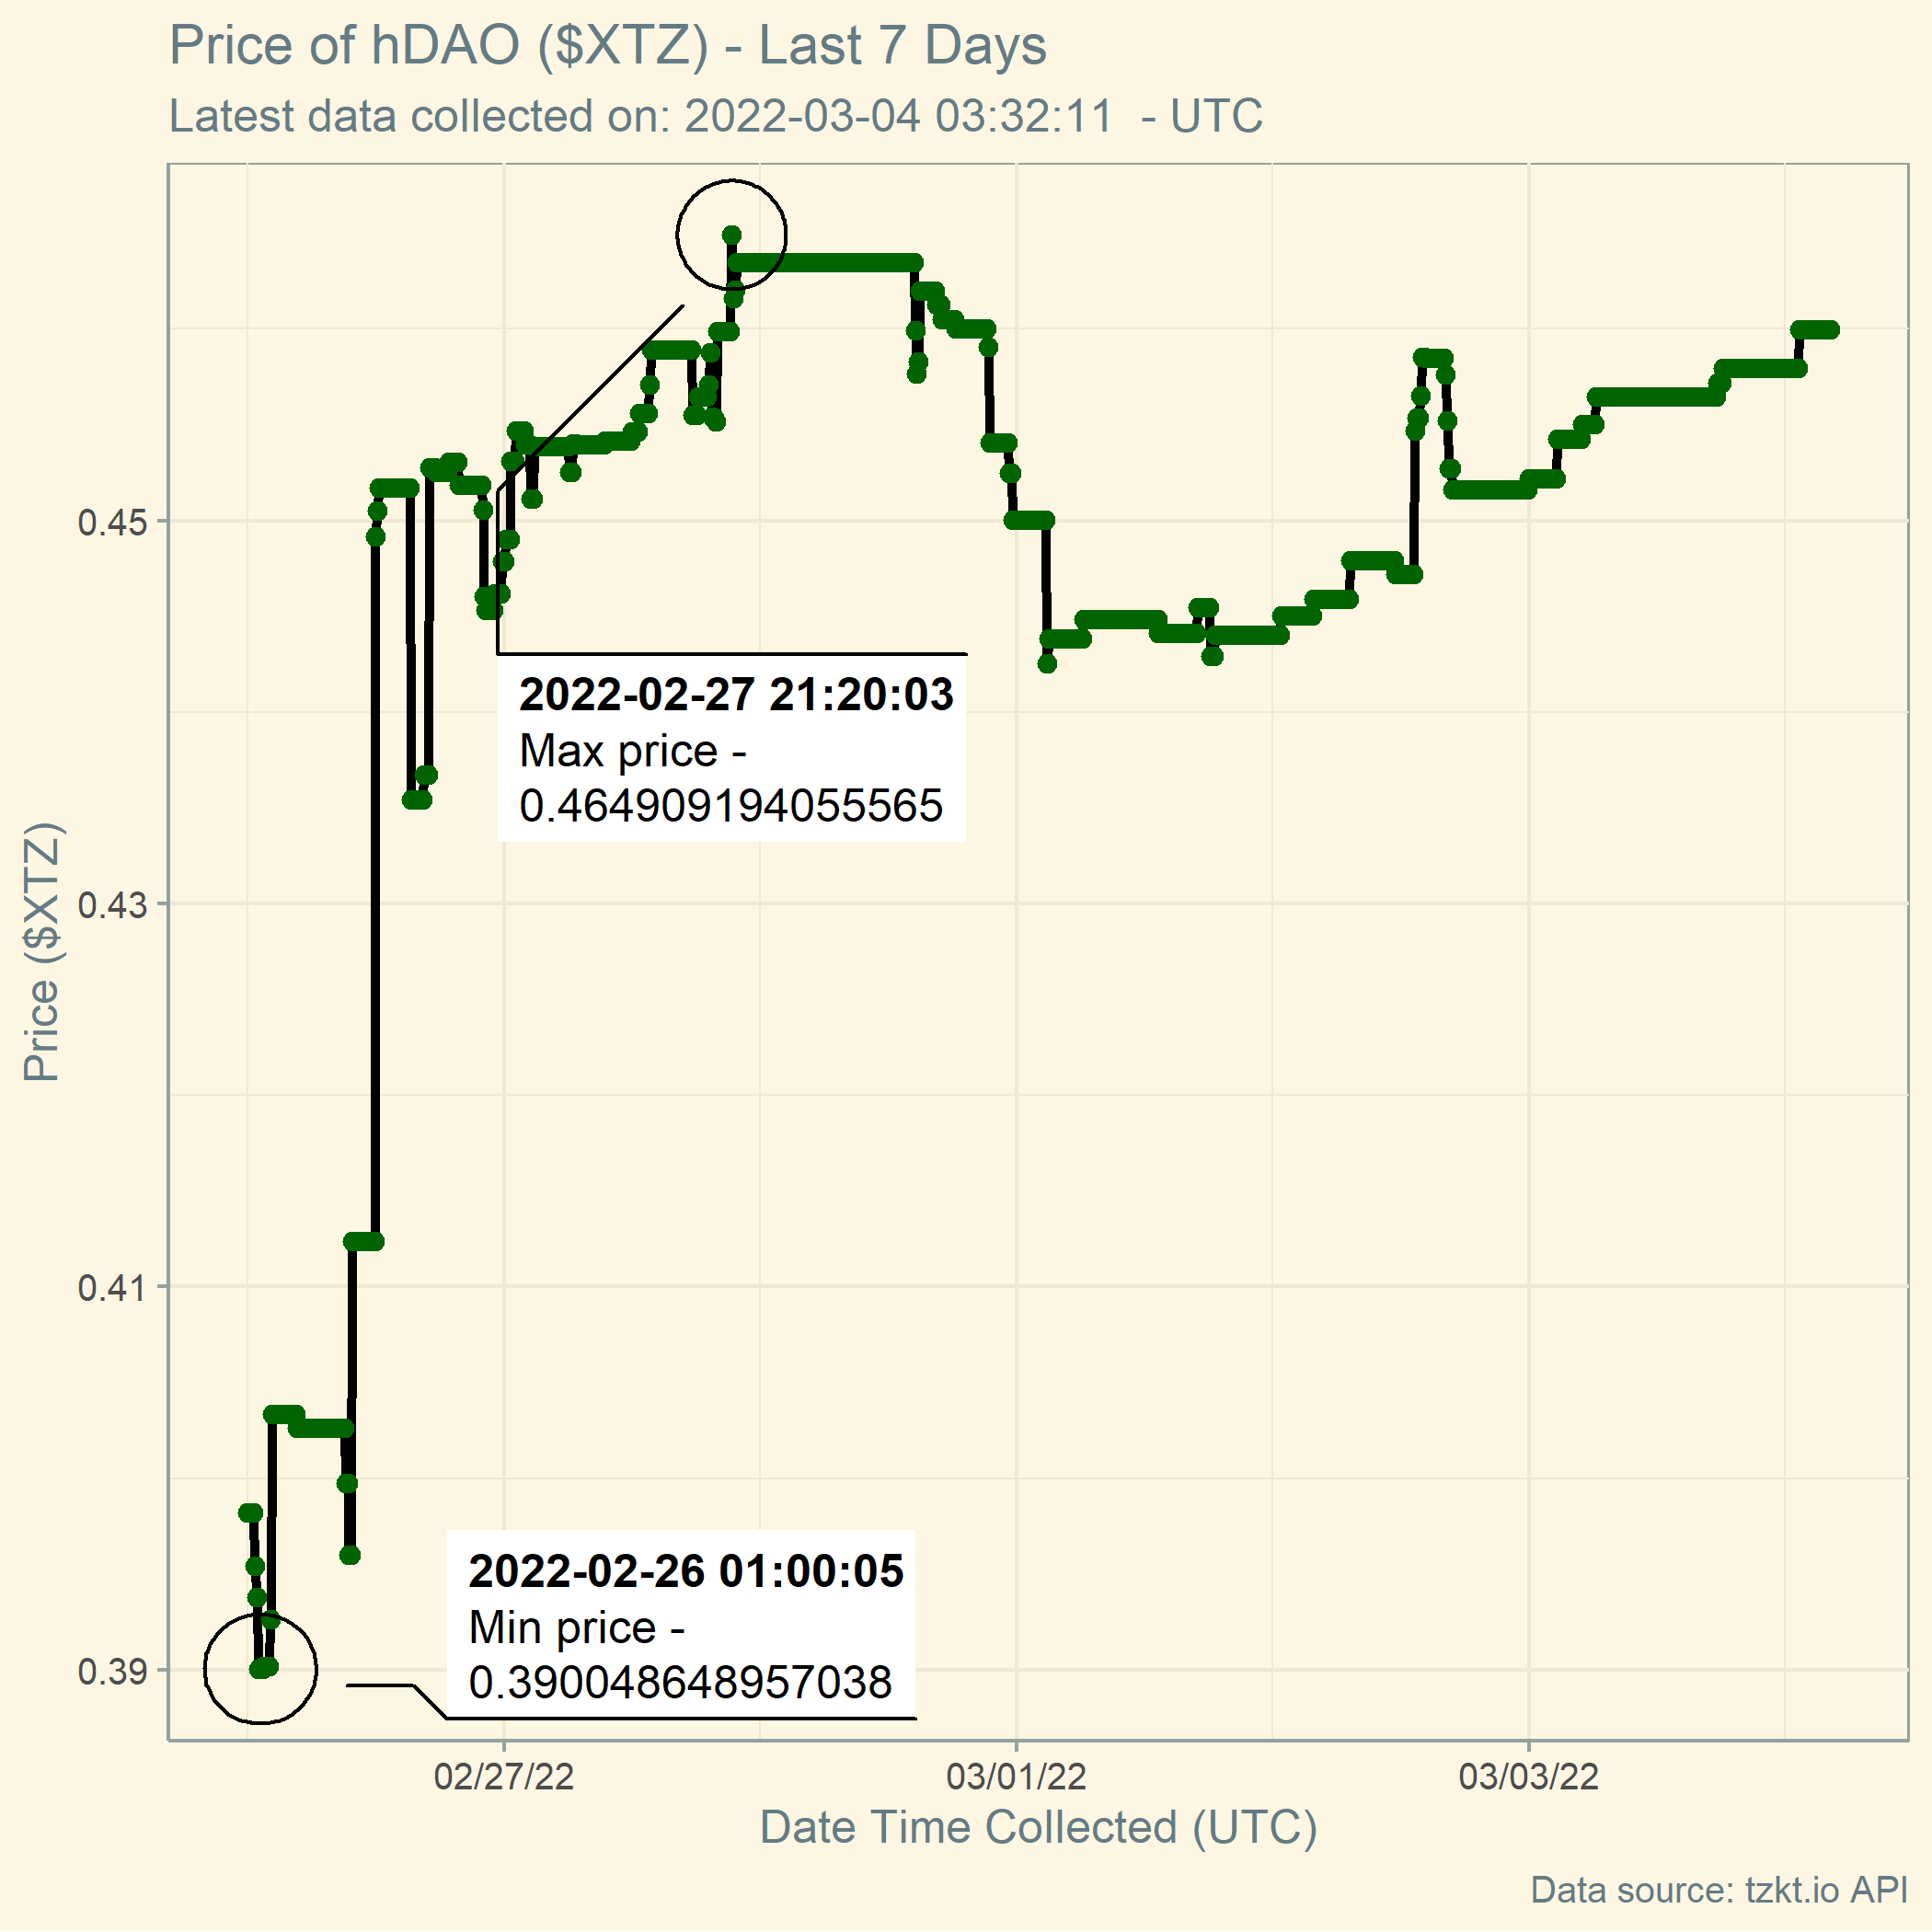 Price of hDAO ($XTZ) - Last 7 Days
Latest data collected on: 2022-03-04 03:32:11  - UTC
Price ($XTZ)
0.45
0.43
0.41
0.39
2022-02-27 21:20:03
Max price -
0.464909194055565
2022-02-26 01:00:05
Min price -
0.390048648957038
02/27/22
03/01/22
03/03/22
Date Time Collected (UTC)
Data source: tzkt.io API